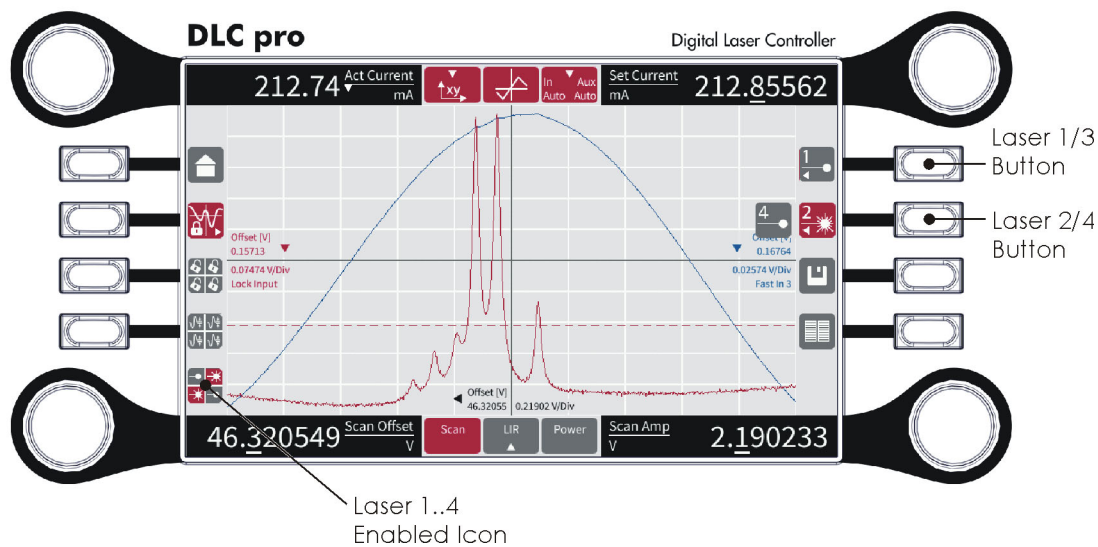 DLC pro
Digital Laser Controller
212.74 Act Current mA
xy
In Aux
Auto Auto
Set Current mA 212.85562
1
Laser 1/3
Button
4
2
Laser 2/4
Button
Offset [V]
0.15713
0.07474 V/Div
Lock Input
Offset [V]
0.16764
0.02574 V/Div
Fast In 3
Offset [V]
46.32055 0.21902 V/Div
46.320549 Scan Offset V
Scan
LIR
Power
Scan Amp V 2.190233
Laser 1..4
Enabled Icon